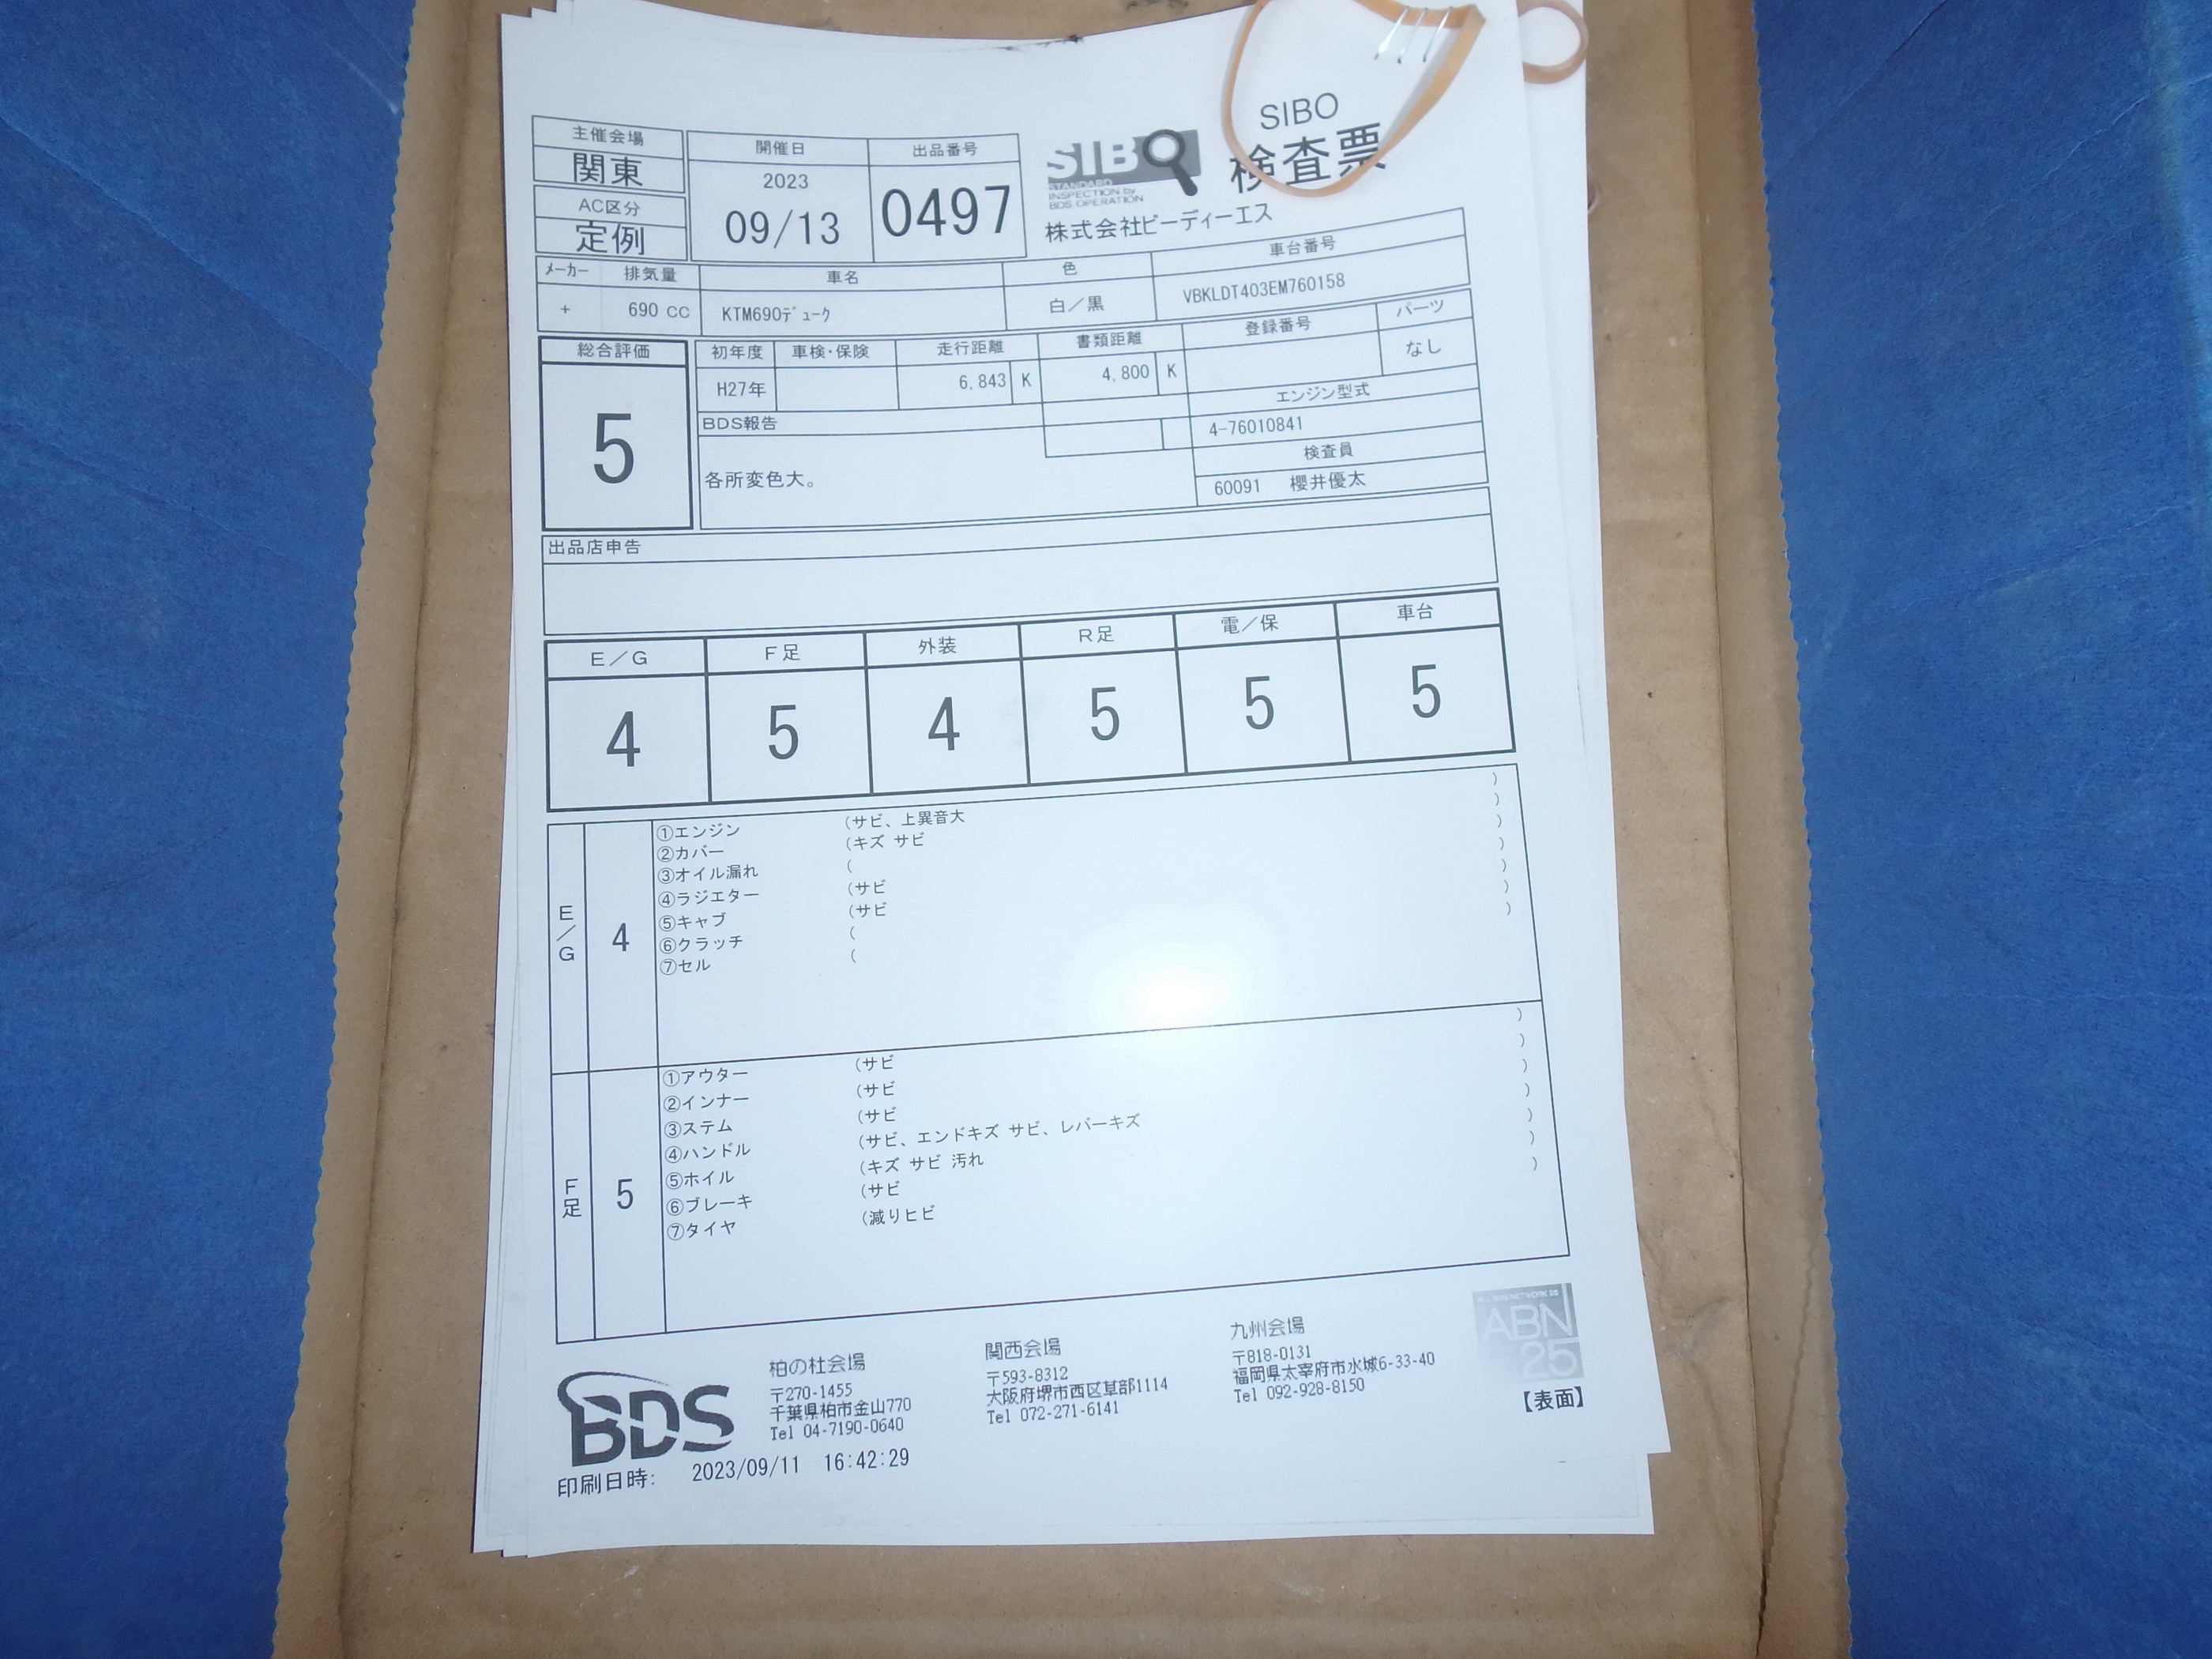 主催会場
関東
AC区分
定例
開催日
2023
09/13
出品番号
0497
SIBO
STANDARD
INSPECTION by
BDS OPERATION
SIBO
検査票
株式会社ビーディーエス
メーカー 排気量 車名 色 車台番号
+ 690 CC KTM690デューク 白/黒 VBKLDT403EM760158
総合評価
5
初年度 車検・保険 走行距離 書類距離 登録番号 パーツ
H27年 6,843 K 4,800 K なし
BDS報告
各所変色大。
エンジン型式
4-76010841
検査員
60091 櫻井優太
出品店申告
E/G F足 外装 R足 電/保 車台
4 5 4 5 5 5
E/G
4
①エンジン (サビ、上異音大 )
②カバー (キズ サビ )
③オイル漏れ ( )
④ラジエター (サビ )
⑤キャブ (サビ )
⑥クラッチ ( )
⑦セル ( )
F足
5
①アウター (サビ )
②インナー (サビ )
③ステム (サビ )
④ハンドル (サビ、エンドキズ サビ、レバーキズ )
⑤ホイル (キズ サビ 汚れ )
⑥ブレーキ (サビ )
⑦タイヤ (減りヒビ )
BDS
柏の杜会場
〒270-1455
千葉県柏市金山770
Tel 04-7190-0640
関西会場
〒593-8312
大阪府堺市西区草部1114
Tel 072-271-6141
九州会場
〒818-0131
福岡県太宰府市水城6-33-40
Tel 092-928-8150
ALL BDS NETWORK 25
ABN
25
【表面】
印刷日時: 2023/09/11 16:42:29